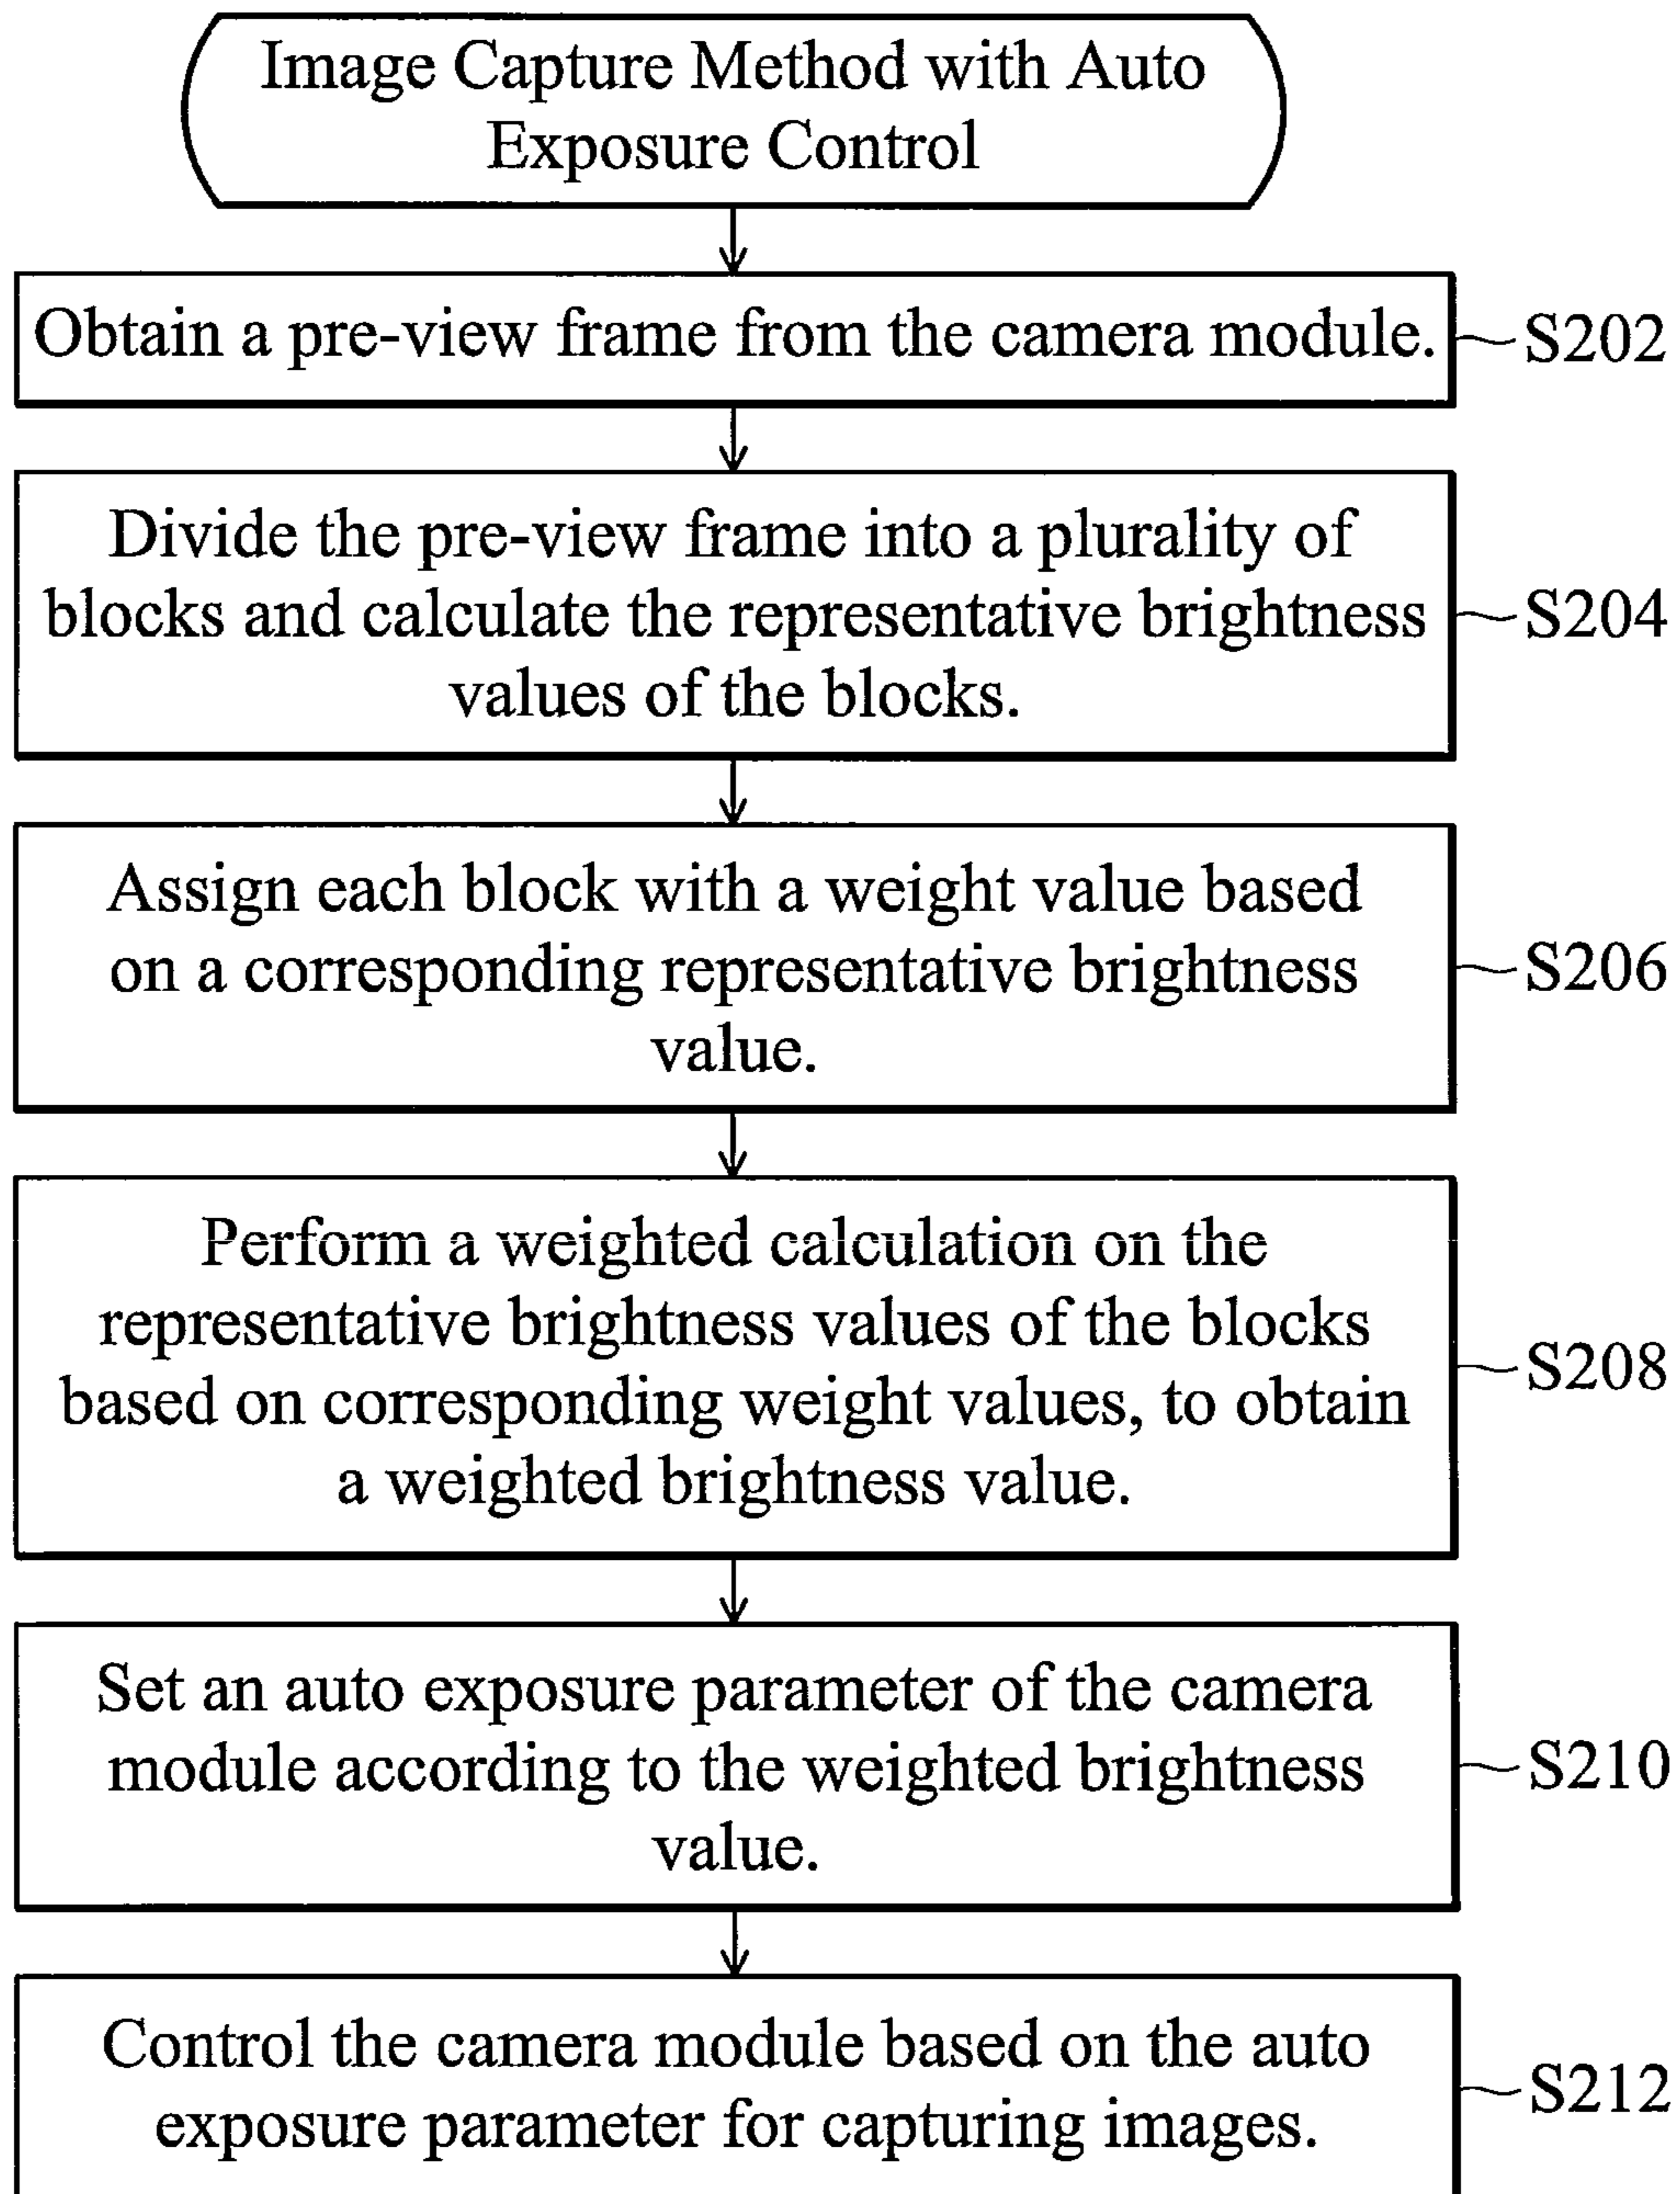 Image Capture Method with Auto
Exposure Control
Obtain a pre-view frame from the camera module.
S202
Divide the pre-view frame into a plurality of
blocks and calculate the representative brightness
values of the blocks.
S204
Assign each block with a weight value based
on a corresponding representative brightness
value.
S206
Perform a weighted calculation on the
representative brightness values of the blocks
based on corresponding weight values, to obtain
a weighted brightness value.
S208
Set an auto exposure parameter of the camera
module according to the weighted brightness
value.
S210
Control the camera module based on the auto
exposure parameter for capturing images.
S212